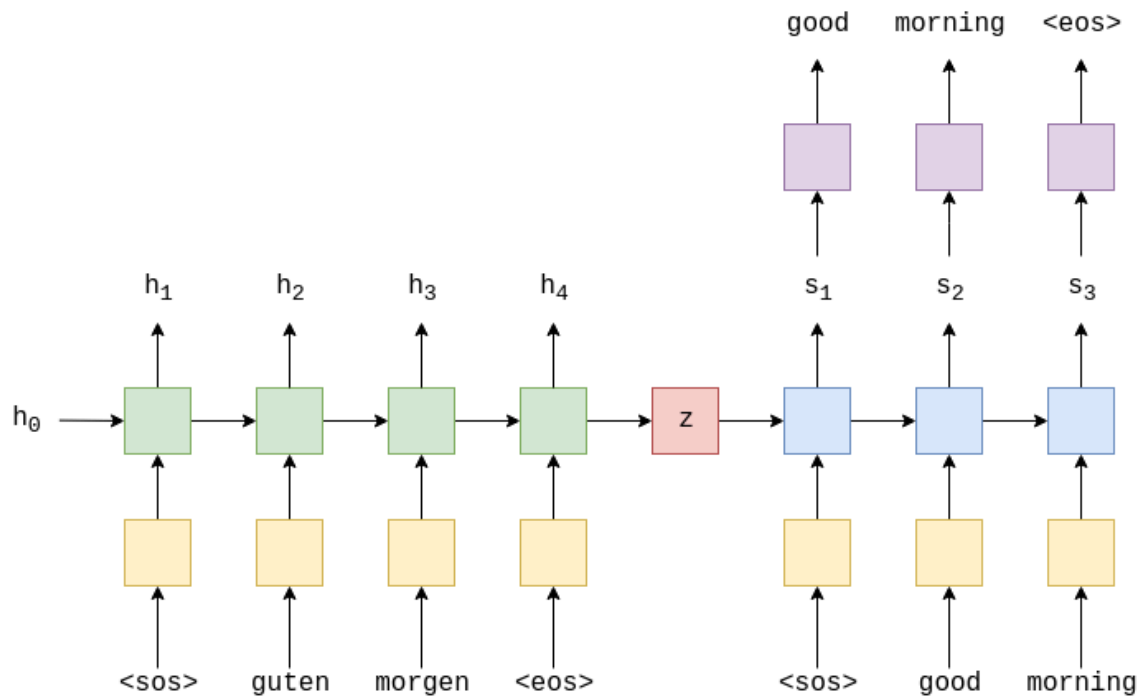 good morning <eos>
h₁ h₂ h₃ h₄ s₁ s₂ s₃
h₀ z
<sos> guten morgen <eos> <sos> good morning